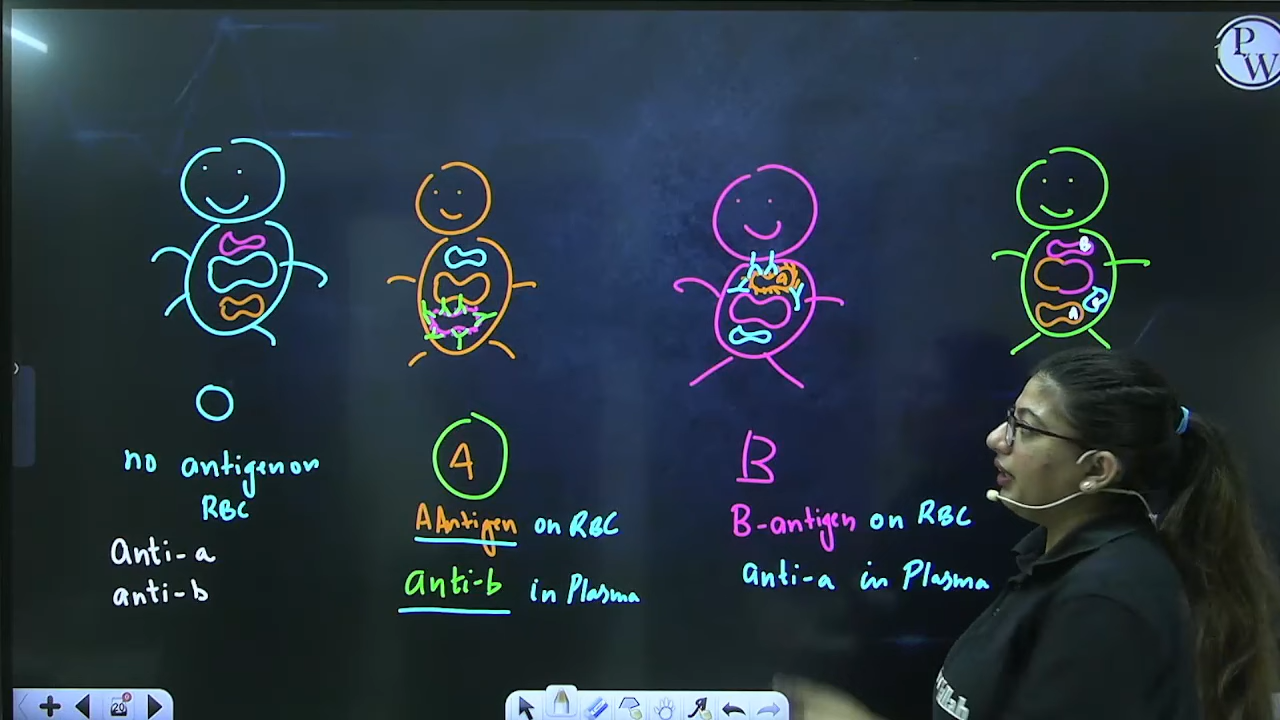 PW
B
A
A
O
no antigen on
RBC
Anti-a
anti-b
A
A Antigen on RBC
anti-b in Plasma
B
B-antigen on RBC
anti-a in Plasma
20